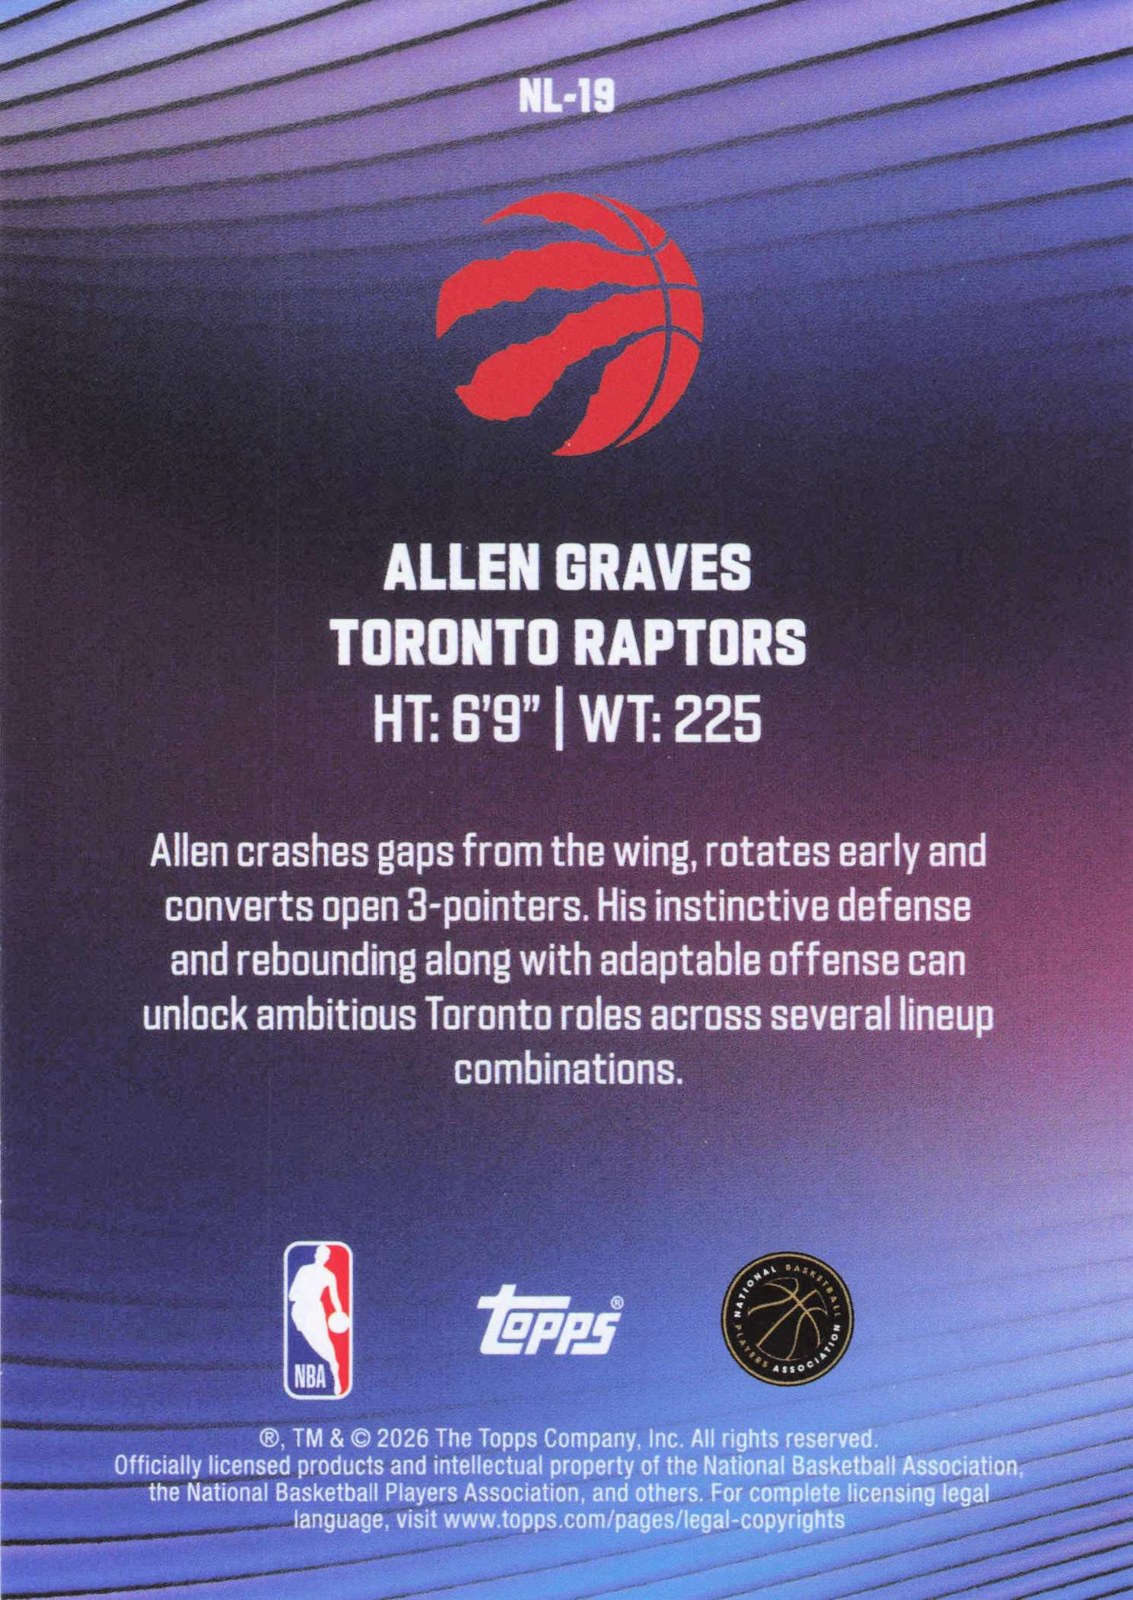 NL-19
ALLEN GRAVES
TORONTO RAPTORS
HT: 6'9” | WT: 225
Allen crashes gaps from the wing, rotates early and
converts open 3-pointers. His instinctive defense
and rebounding along with adaptable offense can
unlock ambitious Toronto roles across several lineup
combinations.
NBA
topps®
NATIONAL BASKETBALL
PLAYERS ASSOCIATION
®, TM & © 2026 The Topps Company, Inc. All rights reserved.
Officially licensed products and intellectual property of the National Basketball Association,
the National Basketball Players Association, and others. For complete licensing legal
language, visit www.topps.com/pages/legal-copyrights